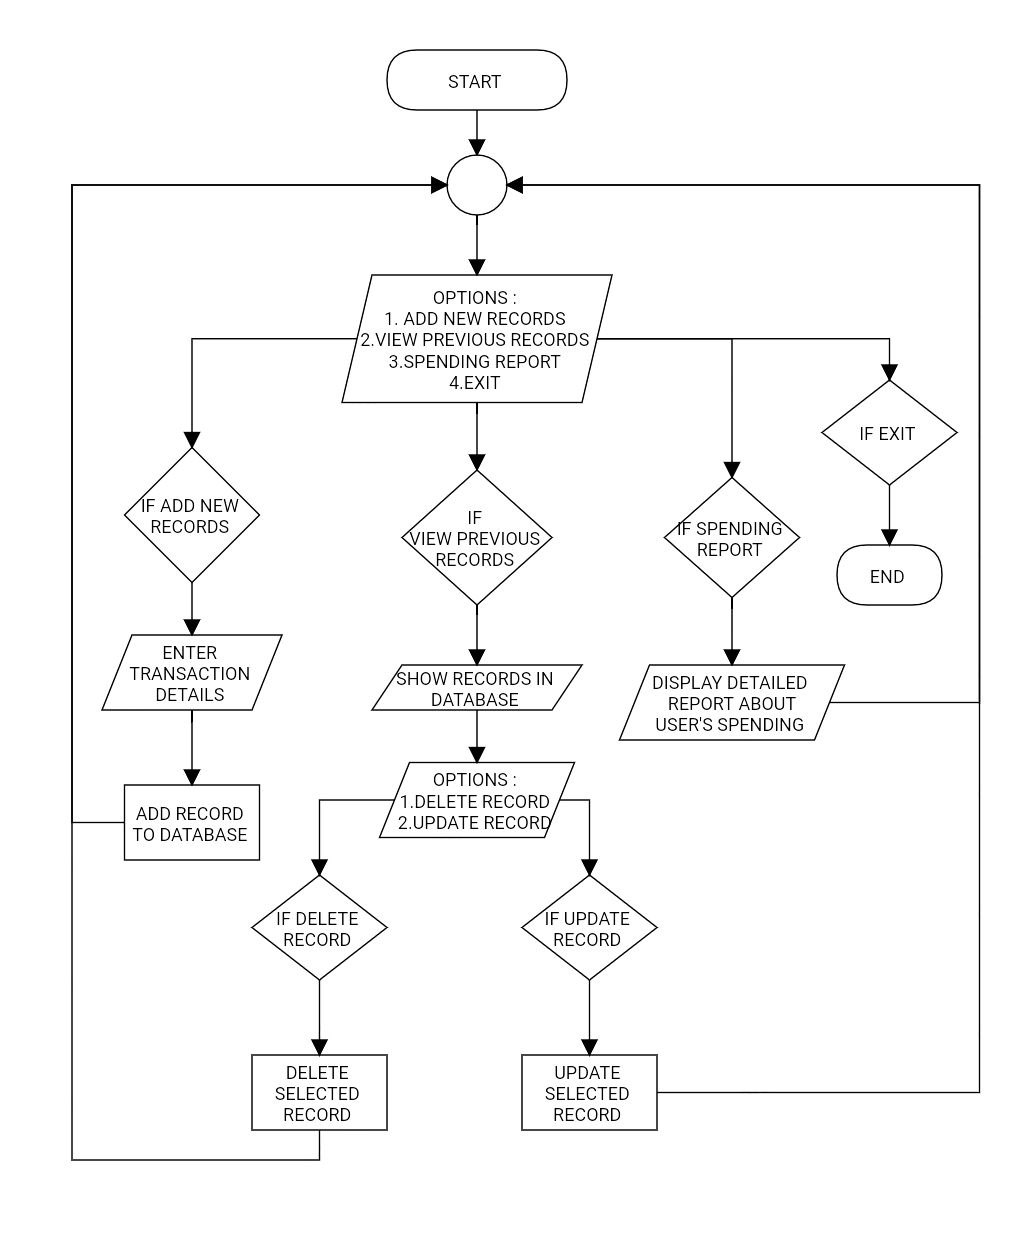 START
OPTIONS :
1. ADD NEW RECORDS
2.VIEW PREVIOUS RECORDS
3.SPENDING REPORT
4.EXIT
IF EXIT
IF ADD NEW
RECORDS
IF
VIEW PREVIOUS
RECORDS
IF SPENDING
REPORT
END
ENTER
TRANSACTION
DETAILS
SHOW RECORDS IN
DATABASE
DISPLAY DETAILED
REPORT ABOUT
USER'S SPENDING
ADD RECORD
TO DATABASE
OPTIONS :
1.DELETE RECORD
2.UPDATE RECORD
IF DELETE
RECORD
IF UPDATE
RECORD
DELETE
SELECTED
RECORD
UPDATE
SELECTED
RECORD